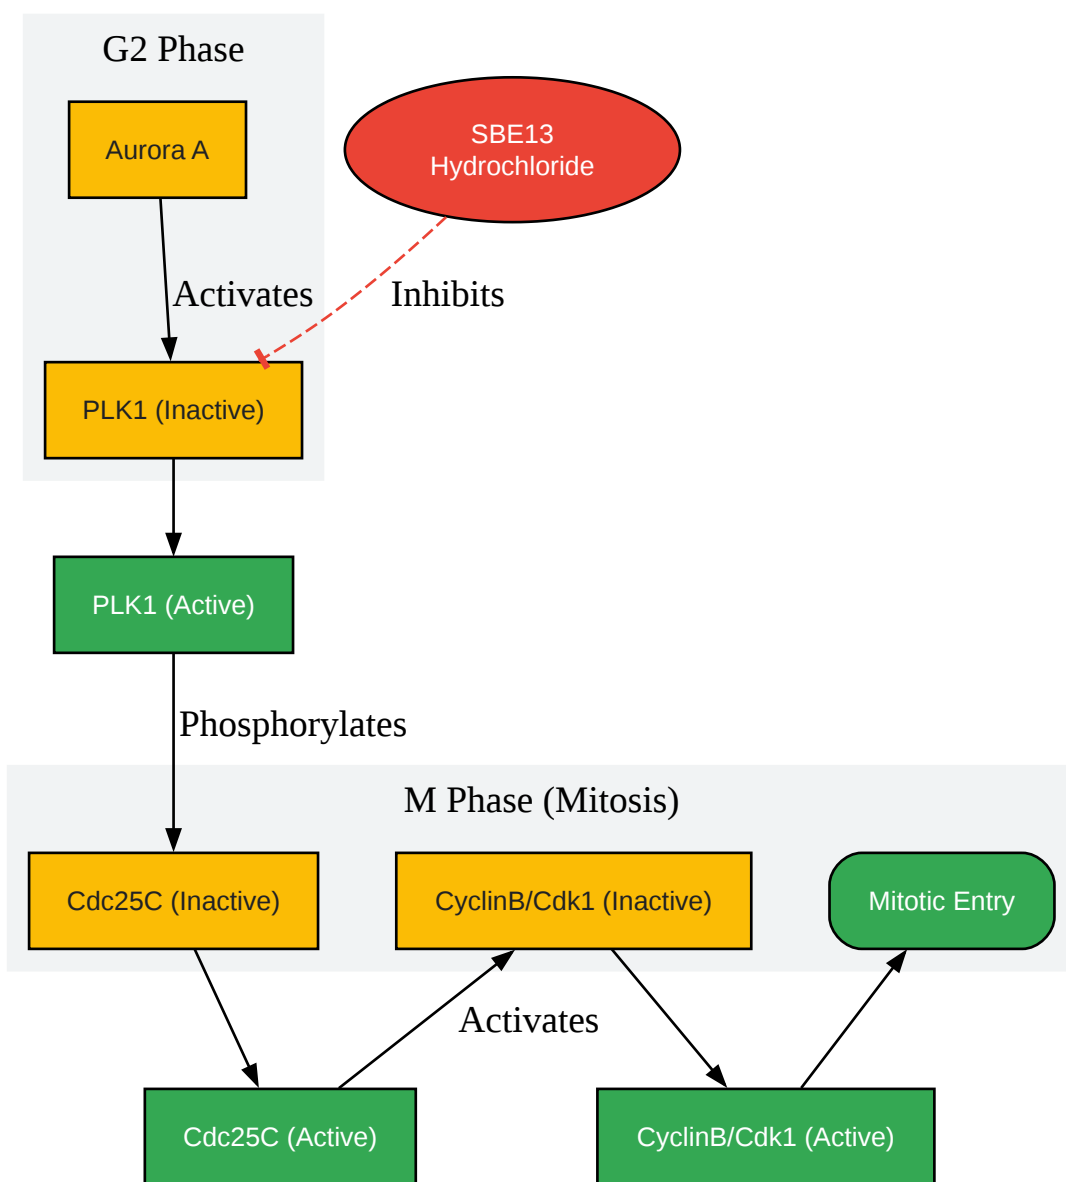 G2 Phase
Aurora A
SBE13
Hydrochloride
Activates
Inhibits
PLK1 (Inactive)
PLK1 (Active)
Phosphorylates
M Phase (Mitosis)
Cdc25C (Inactive)
CyclinB/Cdk1 (Inactive)
Mitotic Entry
Activates
Cdc25C (Active)
CyclinB/Cdk1 (Active)